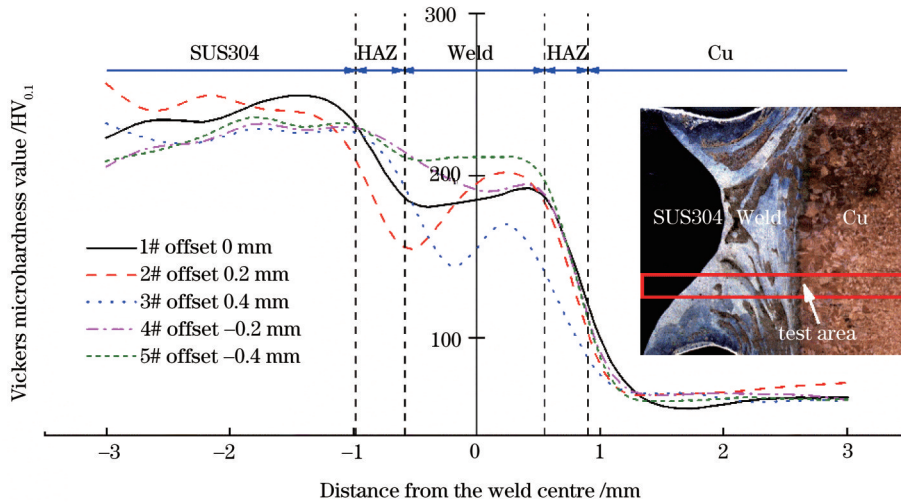 300
SUS304 HAZ Weld HAZ Cu
Vickers microhardness value /HV0.1
200
SUS304 Weld Cu
1# offset 0 mm
2# offset 0.2 mm
3# offset 0.4 mm
4# offset −0.2 mm
5# offset −0.4 mm
test area
100
−3 −2 −1 0 1 2 3
Distance from the weld centre /mm